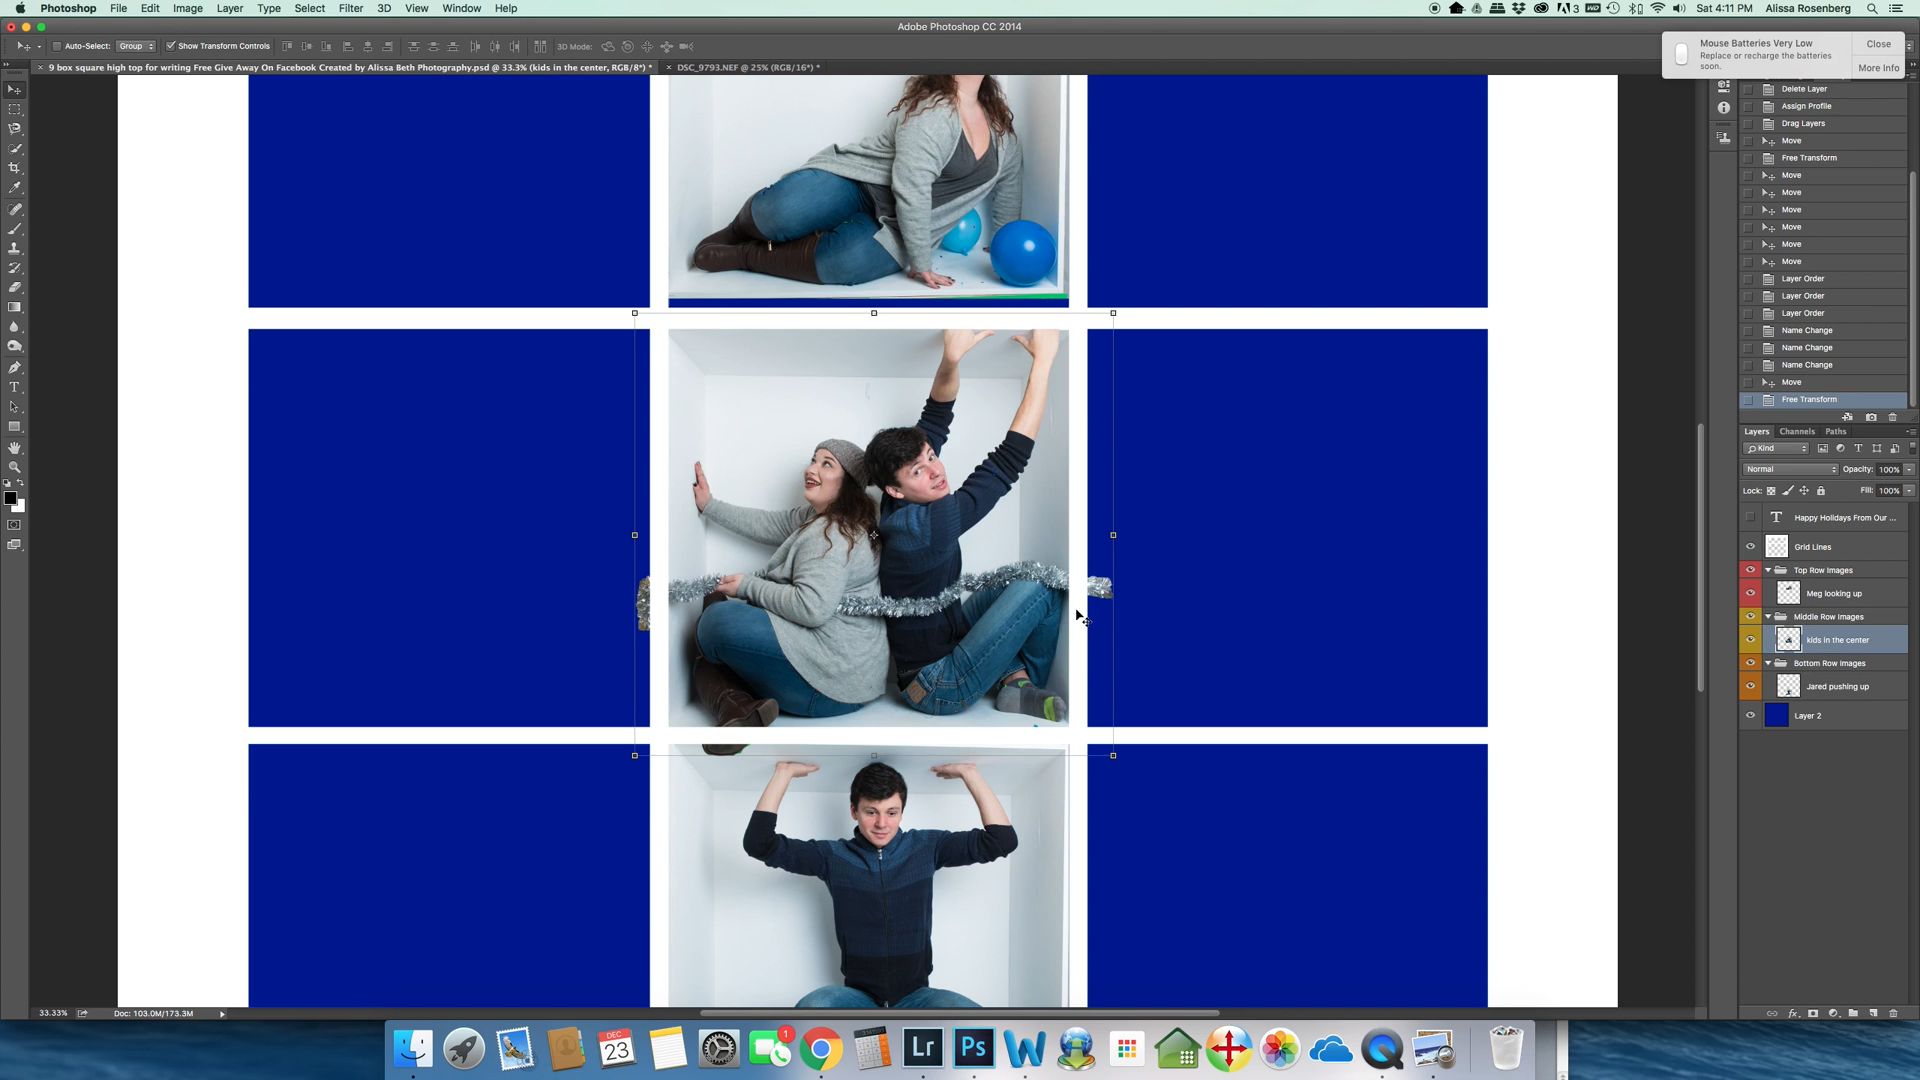 Photoshop File Edit Image Layer Type Select Filter 3D View Window Help
3 Sat 4:11 PM Alissa Rosenberg
Adobe Photoshop CC 2014
Auto-Select: Group Show Transform Controls 3D Mode:
Mouse Batteries Very Low
Replace or recharge the batteries
soon.
Close
More Info
9 box square high top for writing Free Give Away On Facebook Created by Alissa Beth Photography.psd @ 33.3% (kids in the center, RGB/8*) *
DSC_9793.NEF @ 25% (RGB/16*) *
Delete Layer
Assign Profile
Drag Layers
Move
Free Transform
Move
Move
Move
Move
Move
Move
Layer Order
Layer Order
Layer Order
Name Change
Name Change
Name Change
Move
Free Transform
Layers Channels Paths
Kind
Normal Opacity: 100%
Lock: Fill: 100%
Happy Holidays From Our ...
Grid Lines
Top Row Images
Meg looking up
Middle Row Images
kids in the center
Bottom Row Images
Jared pushing up
Layer 2
33.33% Doc: 103.0M/173.3M
DEC
23
1
Lr
Ps
W